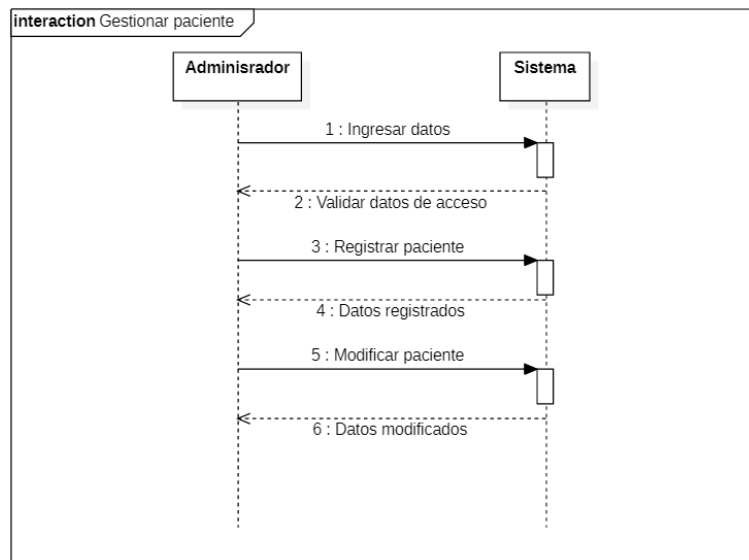 interaction Gestionar paciente
Adminisrador
Sistema
1 : Ingresar datos
2 : Validar datos de acceso
3 : Registrar paciente
4 : Datos registrados
5 : Modificar paciente
6 : Datos modificados